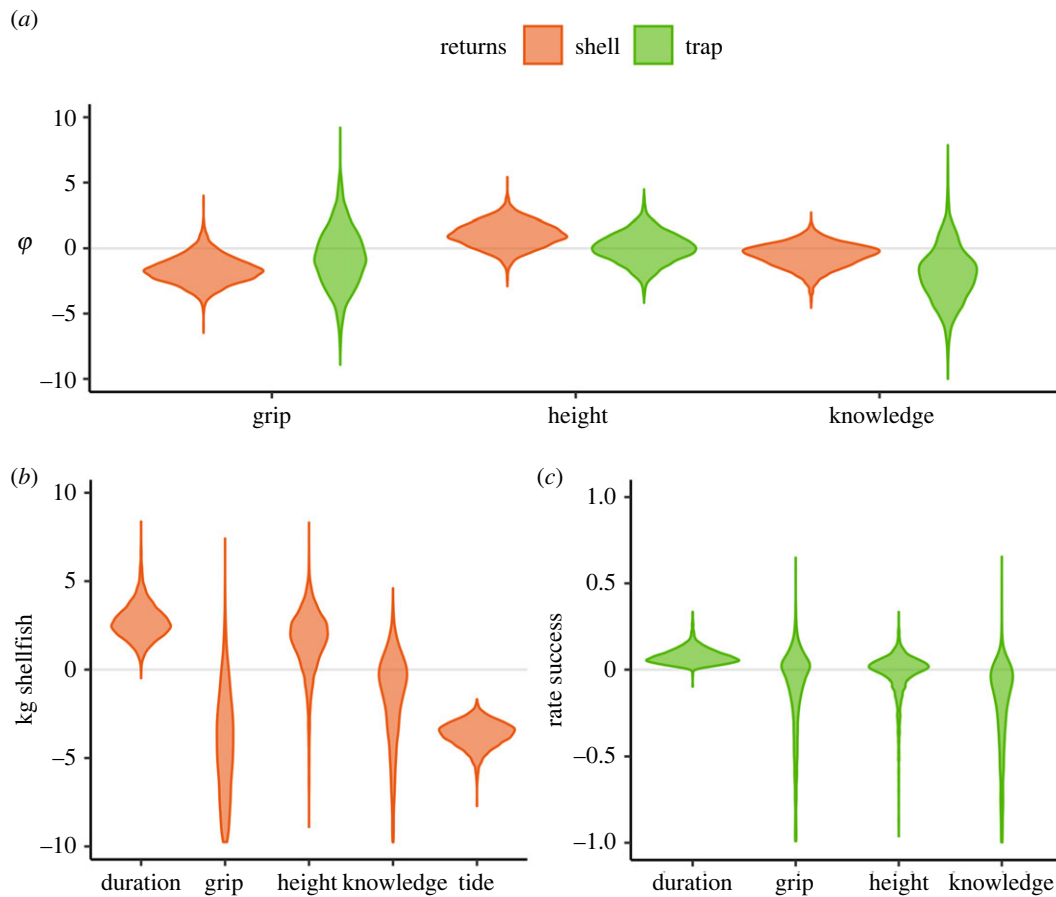 (a)
returns shell trap
10
5
φ 0
–5
–10
grip height knowledge
(b)
10
5
kg shellfish
0
–5
–10
duration grip height knowledge tide
(c)
1.0
0.5
rate success
0
–0.5
–1.0
duration grip height knowledge